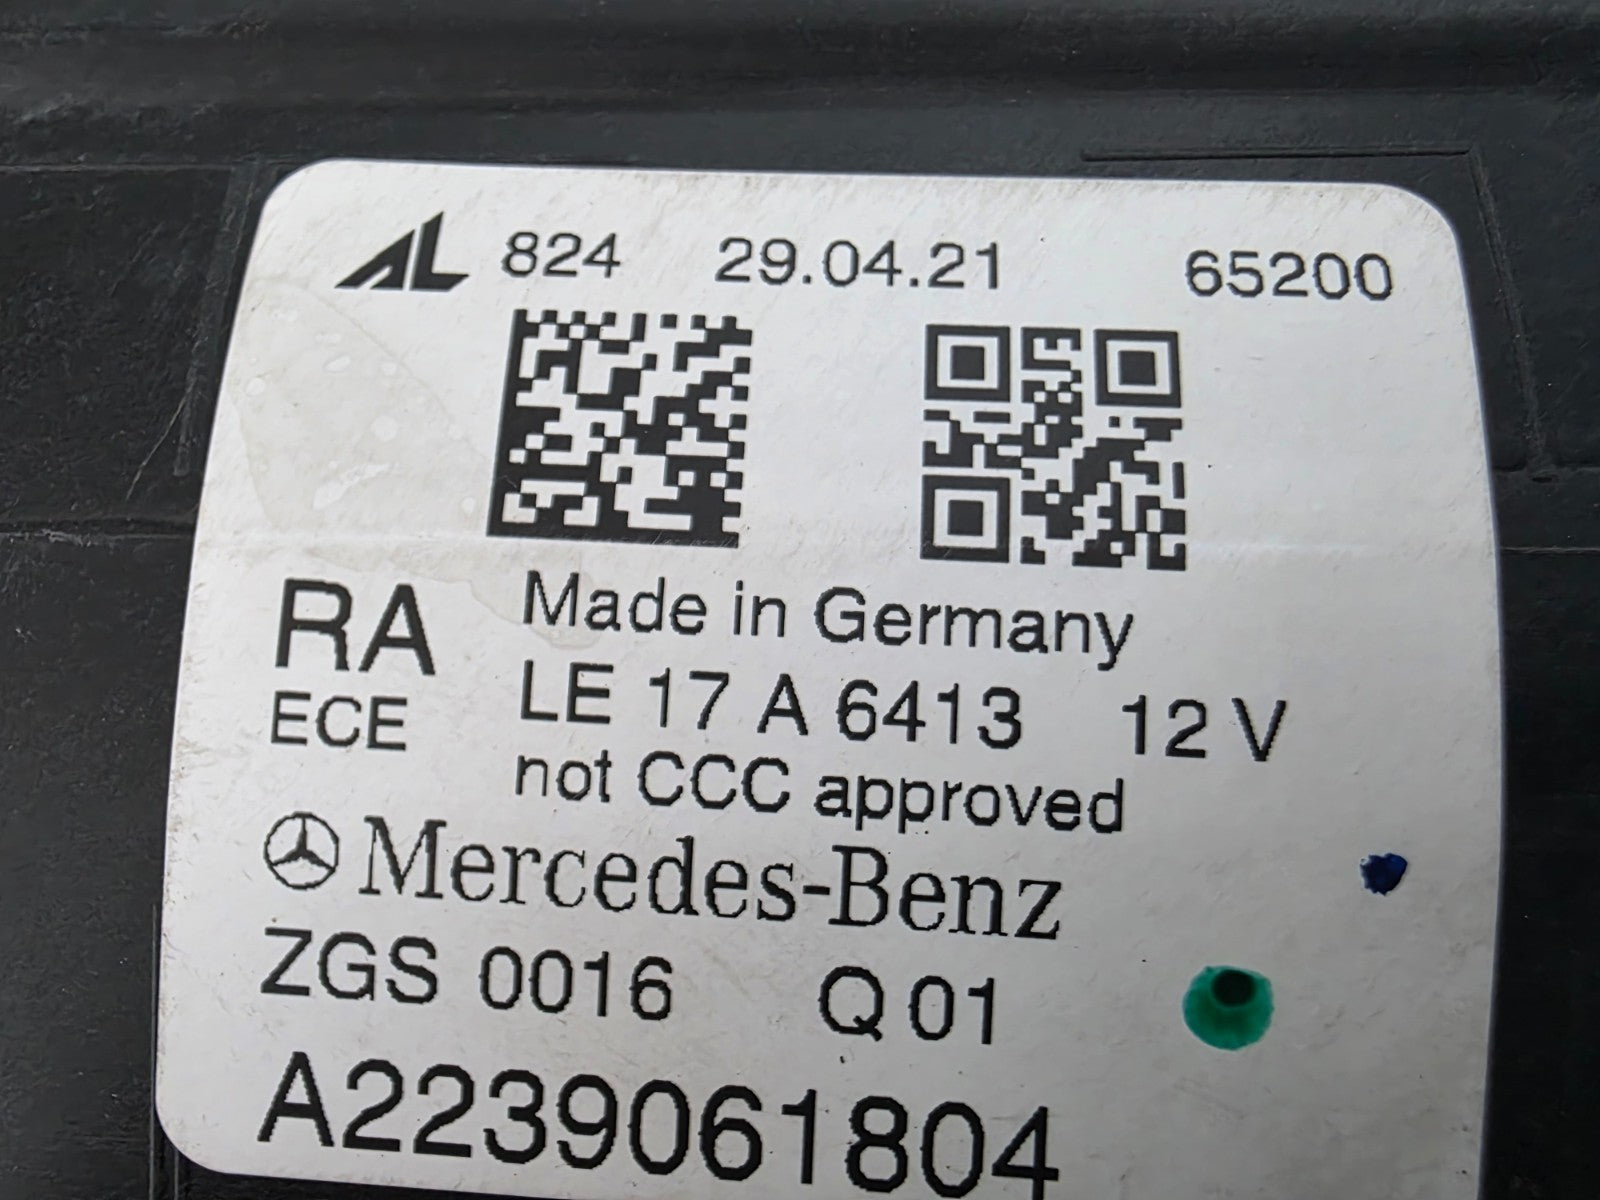 AL 824 29.04.21 65200
RA Made in Germany
ECE LE 17 A 6413 12 V
not CCC approved
Mercedes-Benz
ZGS 0016 Q 01
A2239061804